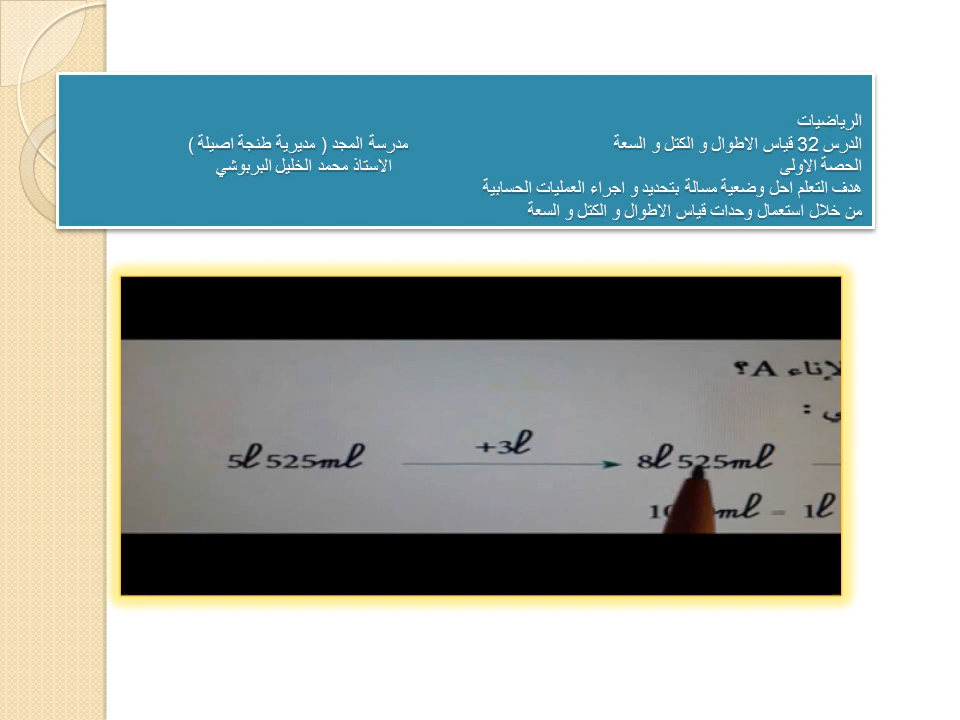 الرياضيات
الدرس 32 قياس الاطوال و الكتل و السعة مدرسة المجد ( مديرية طنجة اصيلة )
الحصة الاولى الاستاذ محمد الخليل البربوشي
هدف التعلم احل وضعية مسالة بتحديد و اجراء العمليات الحسابية
من خلال استعمال وحدات قياس الاطوال و الكتل و السعة
A؟
5ℓ 525mℓ +3ℓ 8ℓ 525mℓ
mℓ = 1ℓ